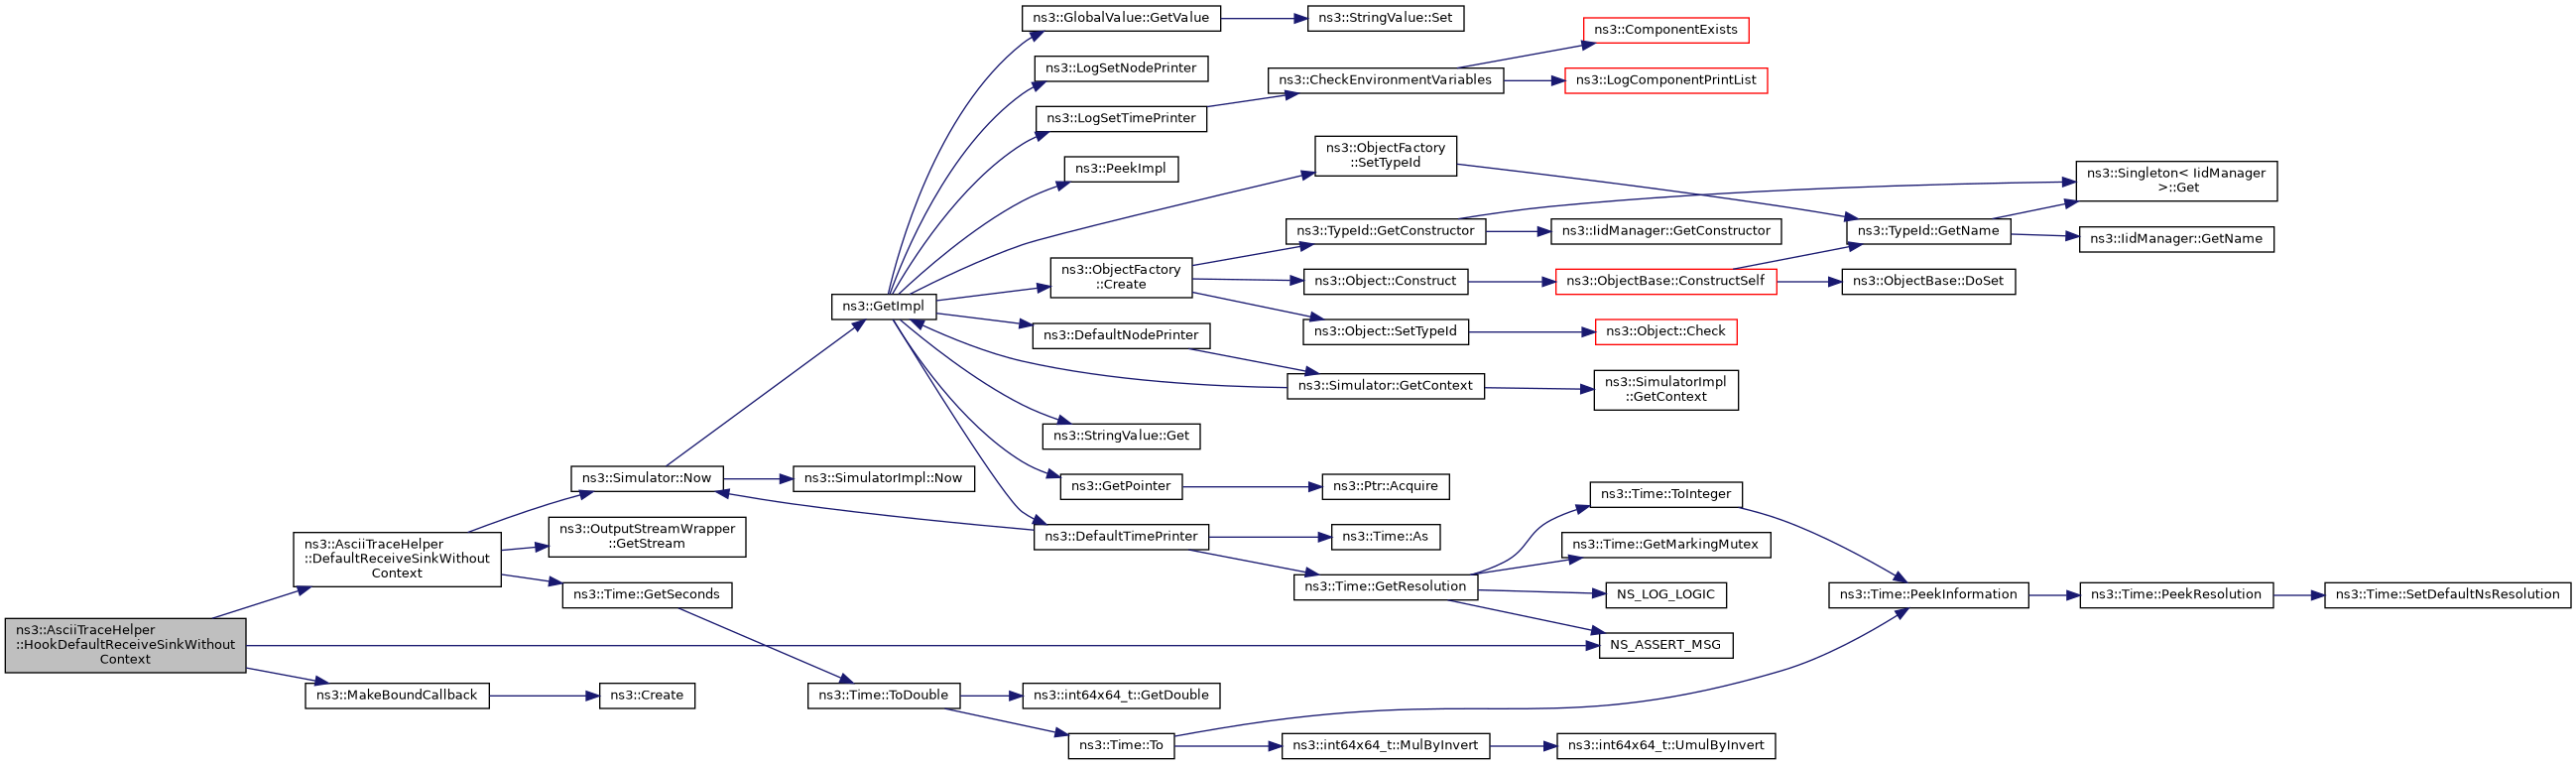 ns3::AsciiTraceHelper
::HookDefaultReceiveSinkWithout
Context
ns3::AsciiTraceHelper
::DefaultReceiveSinkWithout
Context
ns3::MakeBoundCallback
ns3::Simulator::Now
ns3::OutputStreamWrapper
::GetStream
ns3::Time::GetSeconds
ns3::Create
ns3::GetImpl
ns3::SimulatorImpl::Now
ns3::Time::ToDouble
ns3::GlobalValue::GetValue
ns3::LogSetNodePrinter
ns3::LogSetTimePrinter
ns3::PeekImpl
ns3::ObjectFactory
::Create
ns3::DefaultNodePrinter
ns3::StringValue::Get
ns3::GetPointer
ns3::DefaultTimePrinter
ns3::int64x64_t::GetDouble
ns3::Time::To
ns3::StringValue::Set
ns3::CheckEnvironmentVariables
ns3::ObjectFactory
::SetTypeId
ns3::TypeId::GetConstructor
ns3::Object::Construct
ns3::Object::SetTypeId
ns3::Simulator::GetContext
ns3::Ptr::Acquire
ns3::Time::As
ns3::Time::GetResolution
ns3::int64x64_t::MulByInvert
ns3::ComponentExists
ns3::LogComponentPrintList
ns3::IidManager::GetConstructor
ns3::ObjectBase::ConstructSelf
ns3::Object::Check
ns3::SimulatorImpl
::GetContext
ns3::Time::ToInteger
ns3::Time::GetMarkingMutex
NS_LOG_LOGIC
NS_ASSERT_MSG
ns3::int64x64_t::UmulByInvert
ns3::TypeId::GetName
ns3::ObjectBase::DoSet
ns3::Time::PeekInformation
ns3::Singleton< IidManager
>::Get
ns3::IidManager::GetName
ns3::Time::PeekResolution
ns3::Time::SetDefaultNsResolution